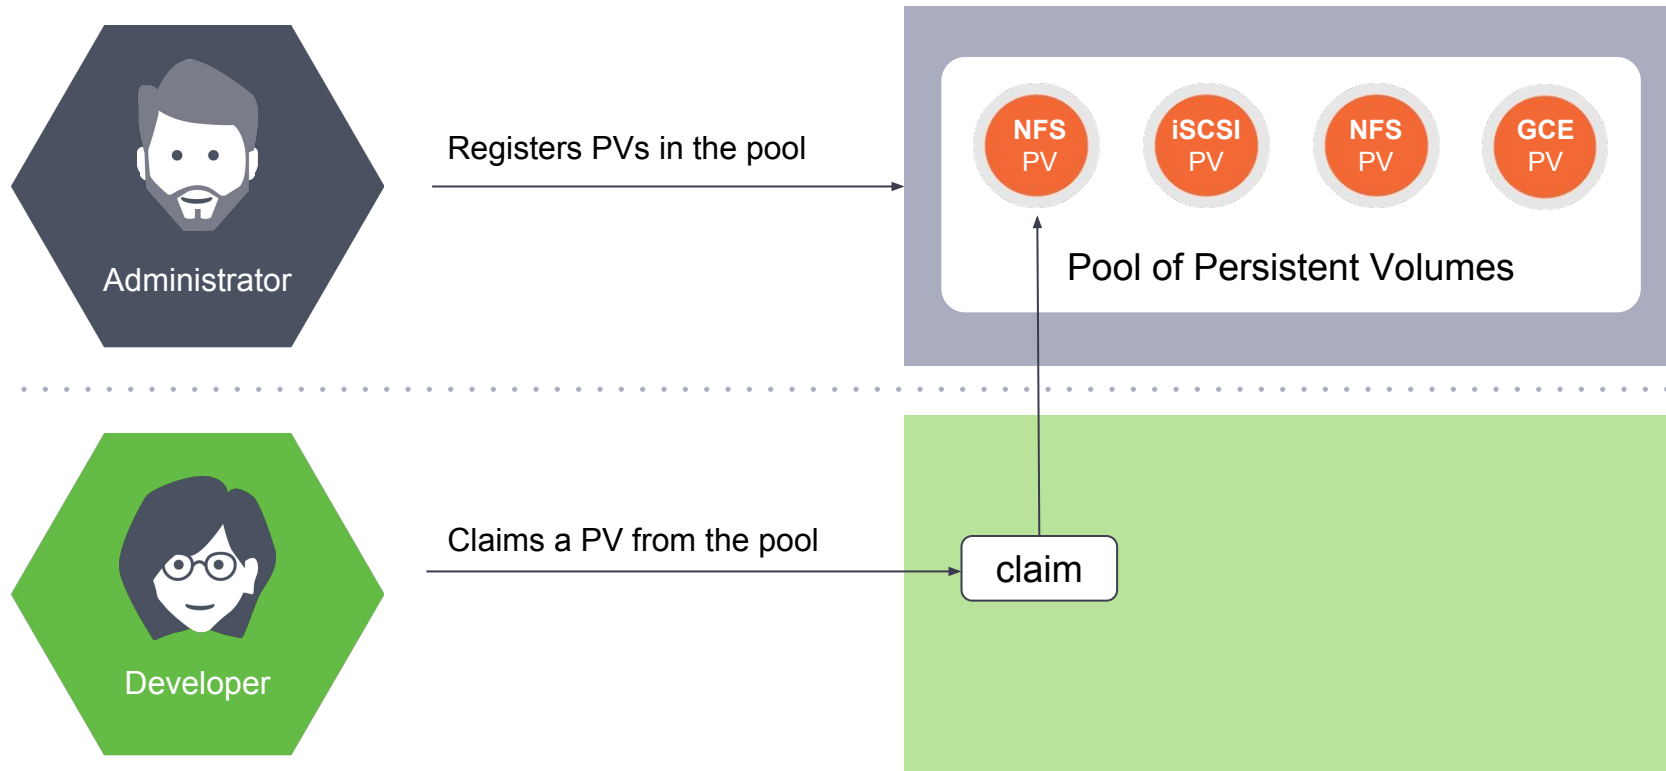 Administrator
Registers PVs in the pool
NFS
PV
iSCSI
PV
NFS
PV
GCE
PV
Pool of Persistent Volumes
Developer
Claims a PV from the pool
claim